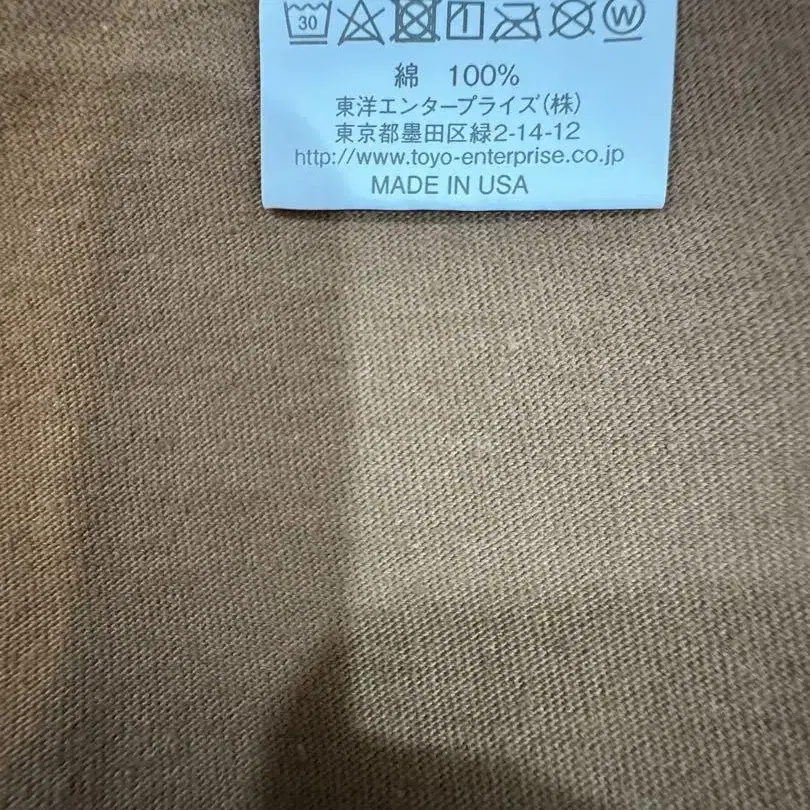 30 W
綿 100%
東洋エンタープライズ(株)
東京都墨田区緑2-14-12
http://www.toyo-enterprise.co.jp
MADE IN USA